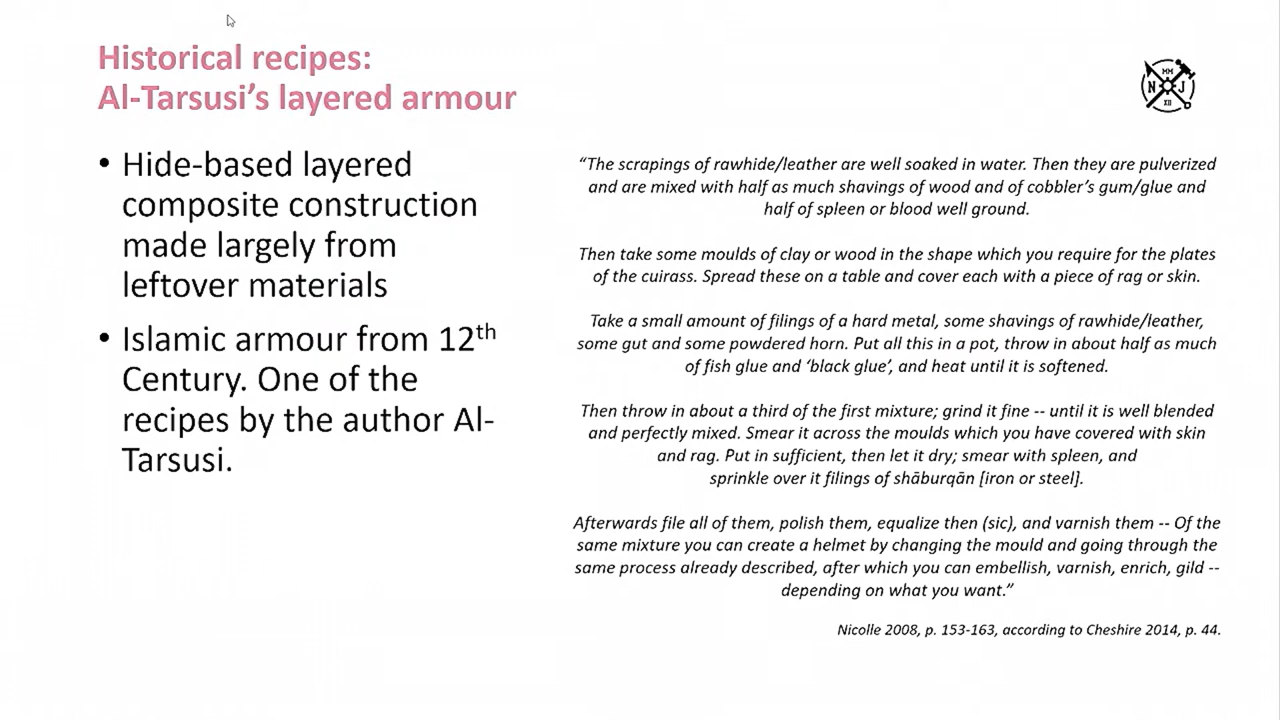 Historical recipes:
Al-Tarsusi's layered armour
MM
N J
XII
• Hide-based layered
composite construction
made largely from
leftover materials
• Islamic armour from 12th
Century. One of the
recipes by the author Al-
Tarsusi.
“The scrapings of rawhide/leather are well soaked in water. Then they are pulverized
and are mixed with half as much shavings of wood and of cobbler's gum/glue and
half of spleen or blood well ground.
Then take some moulds of clay or wood in the shape which you require for the plates
of the cuirass. Spread these on a table and cover each with a piece of rag or skin.
Take a small amount of filings of a hard metal, some shavings of rawhide/leather,
some gut and some powdered horn. Put all this in a pot, throw in about half as much
of fish glue and ‘black glue’, and heat until it is softened.
Then throw in about a third of the first mixture; grind it fine -- until it is well blended
and perfectly mixed. Smear it across the moulds which you have covered with skin
and rag. Put in sufficient, then let it dry; smear with spleen, and
sprinkle over it filings of shāburqān [iron or steel].
Afterwards file all of them, polish them, equalize then (sic), and varnish them -- Of the
same mixture you can create a helmet by changing the mould and going through the
same process already described, after which you can embellish, varnish, enrich, gild --
depending on what you want.”
Nicolle 2008, p. 153-163, according to Cheshire 2014, p. 44.